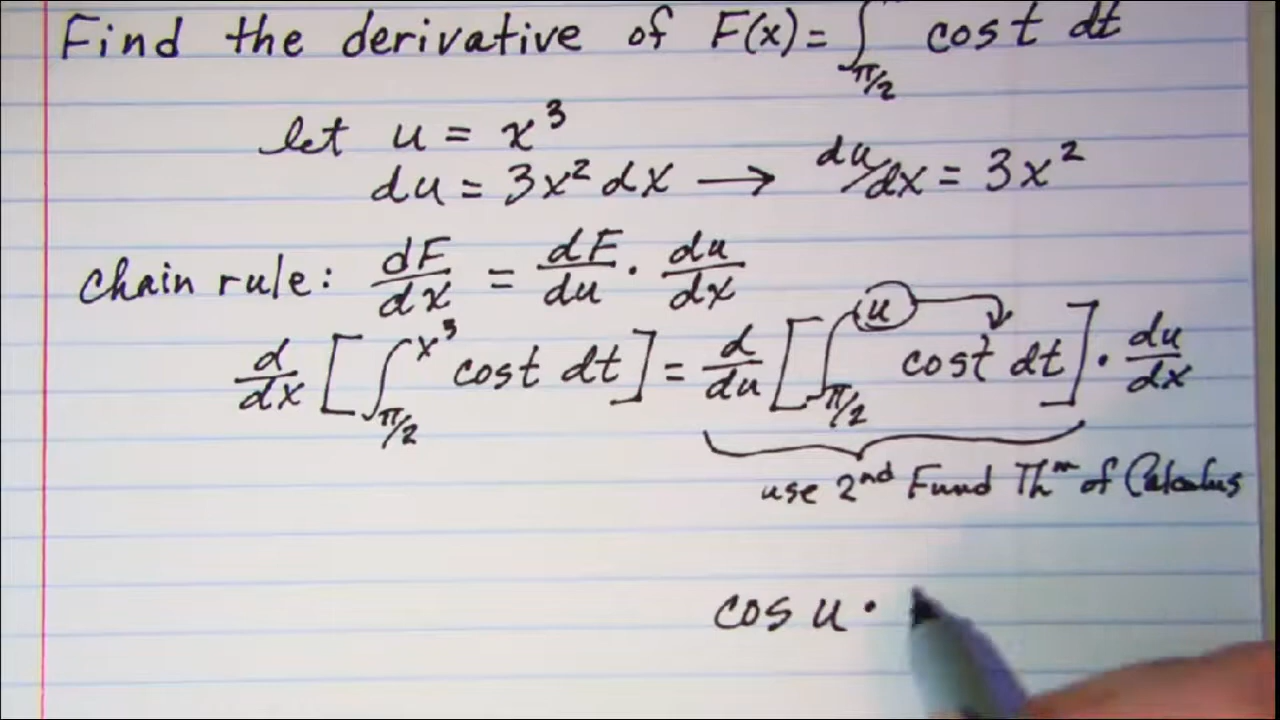 Find the derivative of F(x) = ∫_{π/2} cos t dt
let u = x³
du = 3x² dx → du/dx = 3x²
Chain rule: dF/dx = dF/du · du/dx
d/dx [∫_{π/2}^{x³} cos t dt] = d/du [∫_{π/2}^{u} cos t dt] · du/dx
use 2nd Fund Thm of Calculus
cos u ·